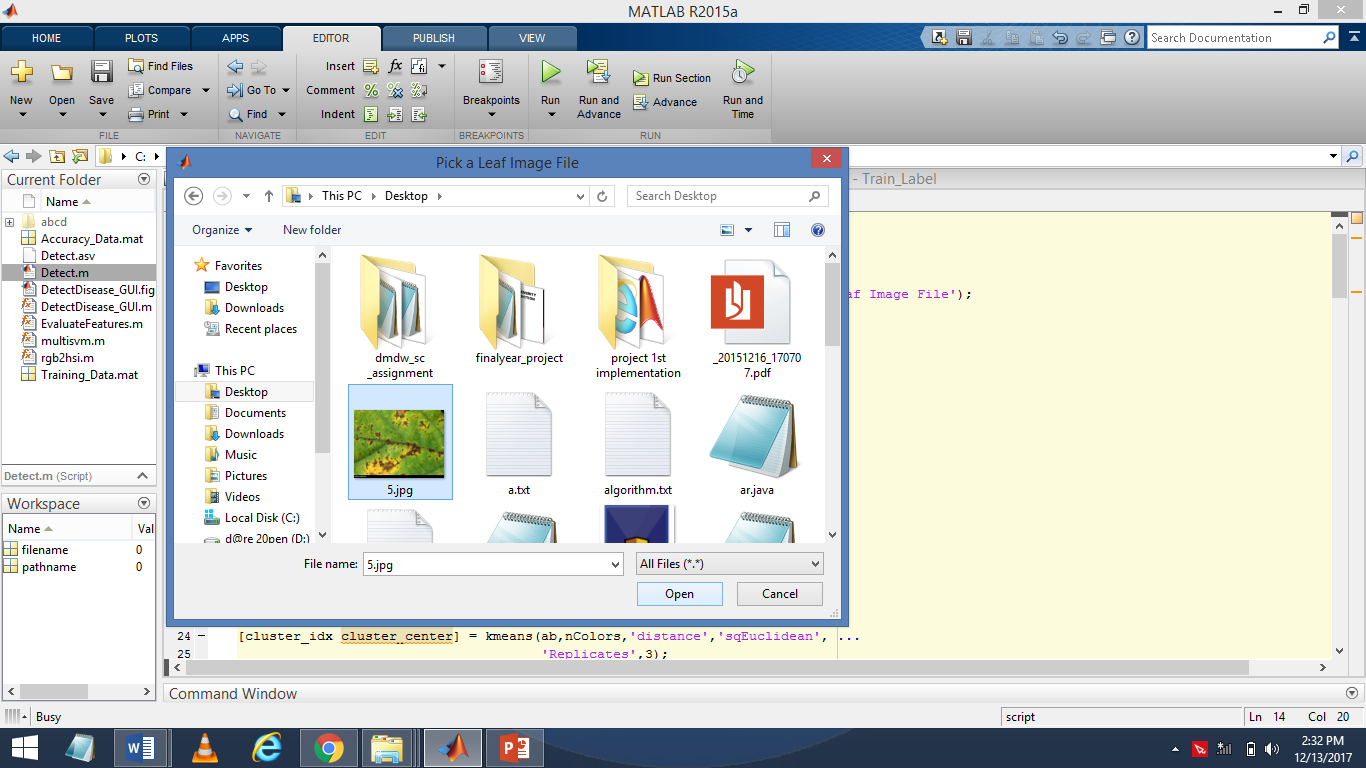 MATLAB R2015a
HOME PLOTS APPS EDITOR PUBLISH VIEW
Search Documentation
New Open Save
Find Files
Compare
Print
FILE
Go To
Find
NAVIGATE
Insert
Comment
Indent
EDIT
Breakpoints
BREAKPOINTS
Run
Run and Advance
Run Section
Advance
Run and Time
RUN
C:
Current Folder
Name
abcd
Accuracy_Data.mat
Detect.asv
Detect.m
DetectDisease_GUI.fig
DetectDisease_GUI.m
EvaluateFeatures.m
multisvm.m
rgb2hsi.m
Training_Data.mat
Detect.m (Script)
Workspace
Name Val
filename 0
pathname 0
Pick a Leaf Image File
This PC Desktop
Search Desktop
Organize New folder
Favorites
Desktop
Downloads
Recent places
This PC
Desktop
Documents
Downloads
Music
Pictures
Videos
Local Disk (C:)
d@re 20pen (D:)
dmdw_sc
_assignment
finalyear_project
project 1st
implementation
_20151216_17070
7.pdf
5.jpg
a.txt
algorithm.txt
ar.java
File name: 5.jpg
All Files (*.*)
Open Cancel
- Train_Label
af Image File');
24 – [cluster_idx cluster_center] = kmeans(ab,nColors,'distance','sqEuclidean', ...
25 'Replicates',3);
Command Window
Busy
script
Ln 14 Col 20
2:32 PM
12/13/2017